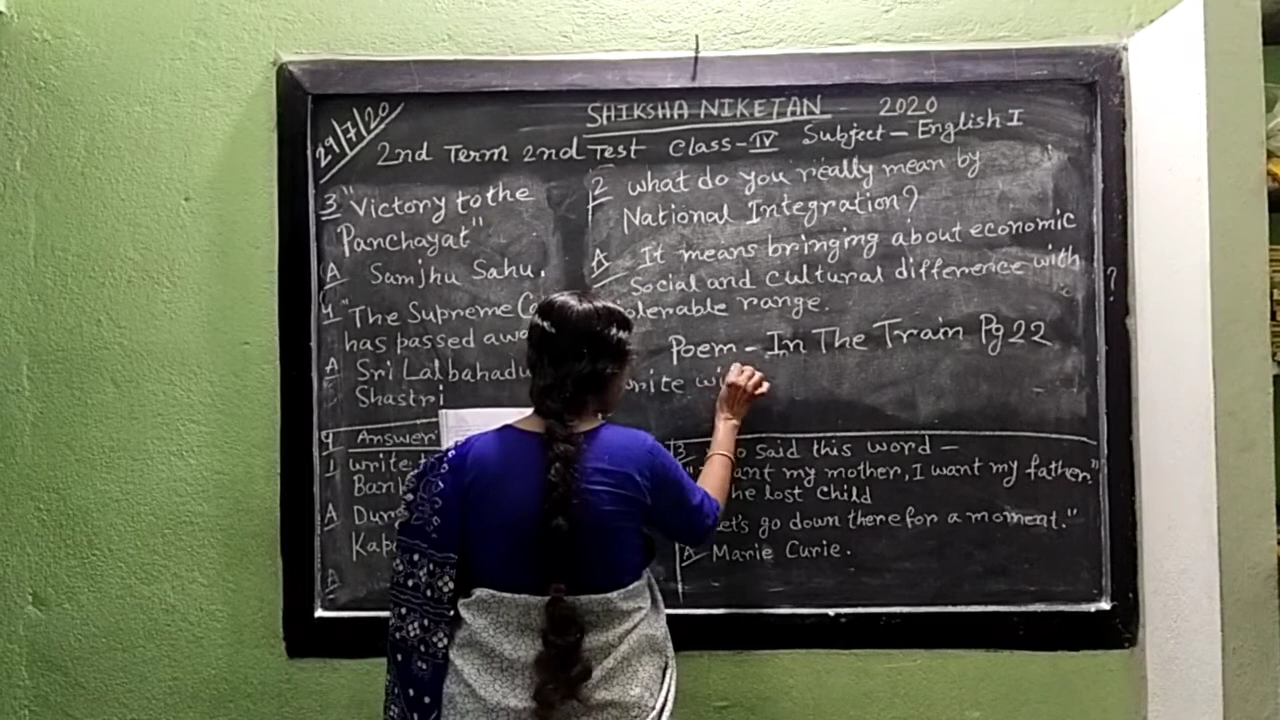 29/7/20
SHIKSHA NIKETAN 2020
2nd Term 2nd Test Class-IV Subject - English I
3 "Victory to the
Panchayat"
A Samjhu Sahu.
4 "The Supreme
has passed
A Sri Lalbahadu
Shastri
2 what do you really mean by
National Integration?
A It means bringing about economic
Social and Cultural difference with
tolerable range.
Poem - In The Train Pg 22
write
4 Answer
1 write
A
A
3 said this word -
my mother, I want my father."
lost child
Let's go down there for a moment."
A Marie Curie.
?